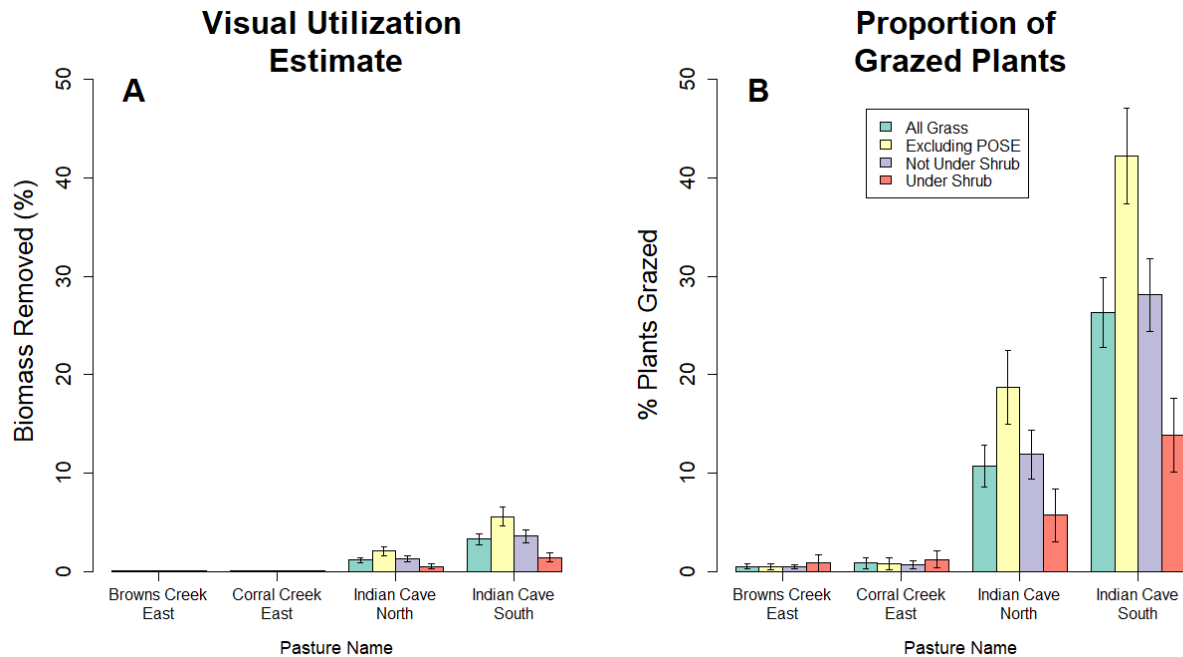 Visual Utilization
Estimate
A
Biomass Removed (%)
50
40
30
20
10
0
Browns Creek
East
Corral Creek
East
Indian Cave
North
Indian Cave
South
Pasture Name
Proportion of
Grazed Plants
B
% Plants Grazed
50
40
30
20
10
0
All Grass
Excluding POSE
Not Under Shrub
Under Shrub
Browns Creek
East
Corral Creek
East
Indian Cave
North
Indian Cave
South
Pasture Name